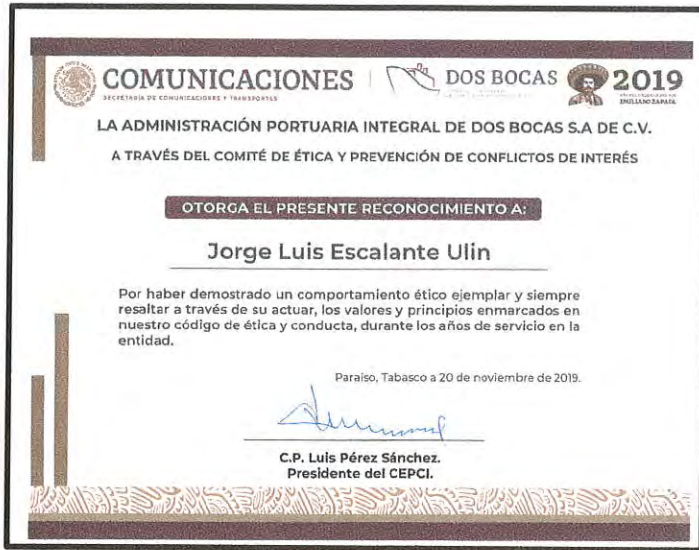 COMUNICACIONES
SECRETARÍA DE COMUNICACIONES Y TRANSPORTES
DOS BOCAS
2019
EMILIANO ZAPATA
LA ADMINISTRACIÓN PORTUARIA INTEGRAL DE DOS BOCAS S.A DE C.V.
A TRAVÉS DEL COMITÉ DE ÉTICA Y PREVENCIÓN DE CONFLICTOS DE INTERÉS
OTORGA EL PRESENTE RECONOCIMIENTO A:
Jorge Luis Escalante Ulin
Por haber demostrado un comportamiento ético ejemplar y siempre
resaltar a través de su actuar, los valores y principios enmarcados en
nuestro código de ética y conducta, durante los años de servicio en la
entidad.
Paraíso, Tabasco a 20 de noviembre de 2019.
C.P. Luis Pérez Sánchez.
Presidente del CEPCI.